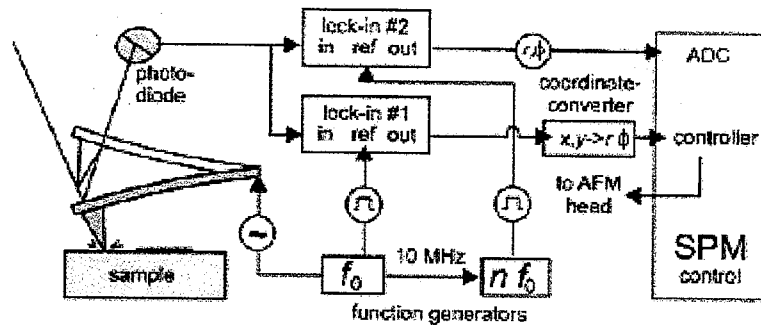 lock-in #2
in ref out
r,ϕ
ADC
photo-
diode
coordinate-
converter
lock-in #1
in ref out
x,y->r ϕ
controller
to AFM
head
~
sample
f₀
10 MHz
n f₀
SPM
control
function generators